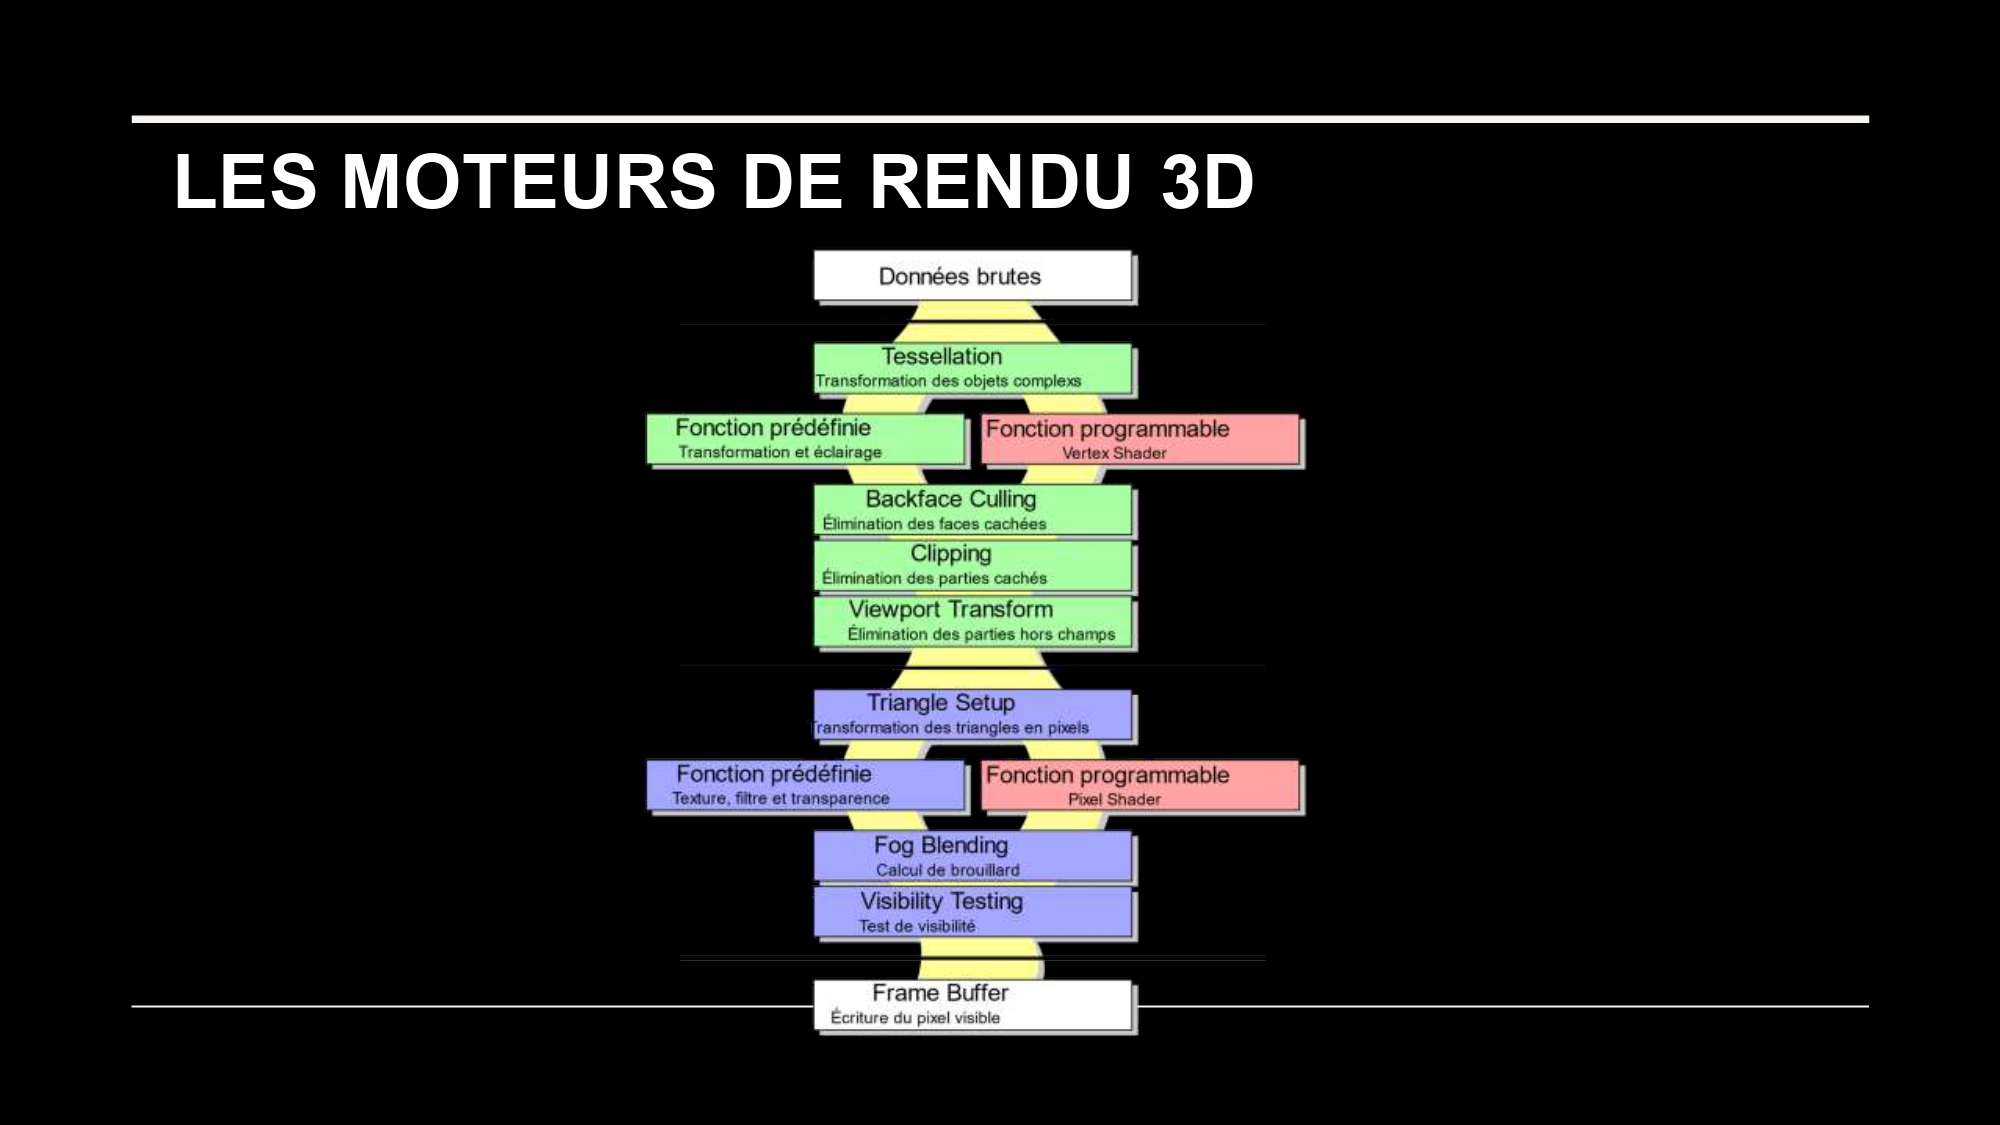 LES MOTEURS DE RENDU 3D
Données brutes
Tessellation
Transformation des objets complexs
Fonction prédéfinie
Transformation et éclairage
Fonction programmable
Vertex Shader
Backface Culling
Élimination des faces cachées
Clipping
Élimination des parties cachés
Viewport Transform
Élimination des parties hors champs
Triangle Setup
Transformation des triangles en pixels
Fonction prédéfinie
Texture, filtre et transparence
Fonction programmable
Pixel Shader
Fog Blending
Calcul de brouillard
Visibility Testing
Test de visibilité
Frame Buffer
Écriture du pixel visible